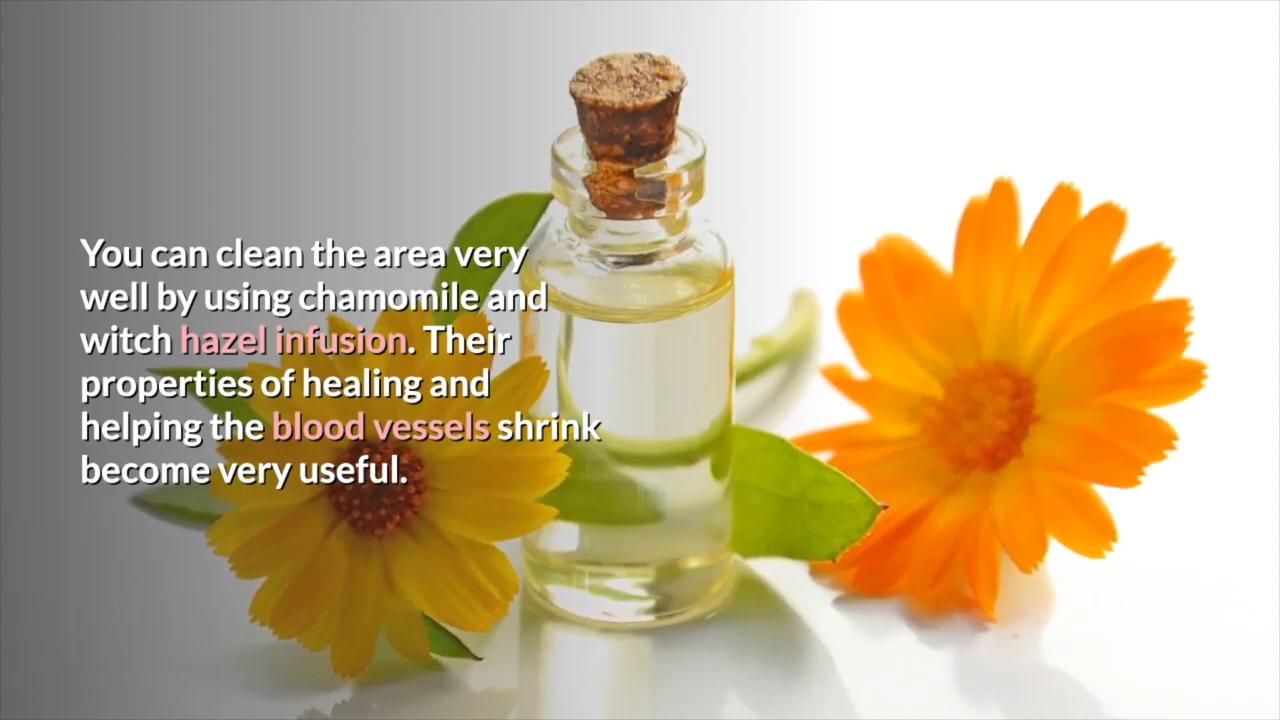 You can clean the area very
well by using chamomile and
witch hazel infusion. Their
properties of healing and
helping the blood vessels shrink
become very useful.